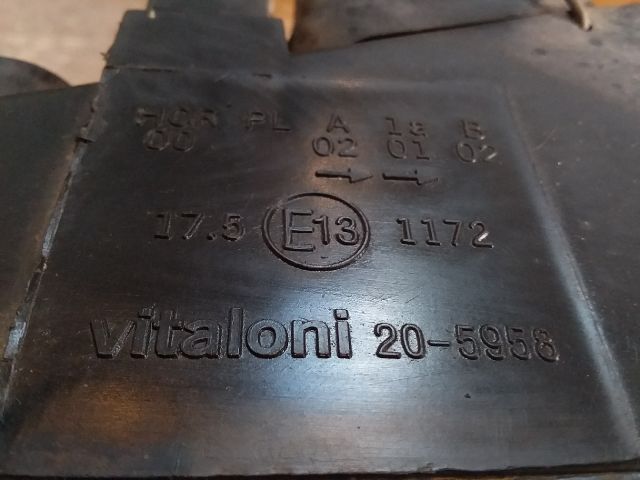 HCR PL A 1a B
00 02 01 02
→ →
17.5 E13 1172
vitaloni 20-5958